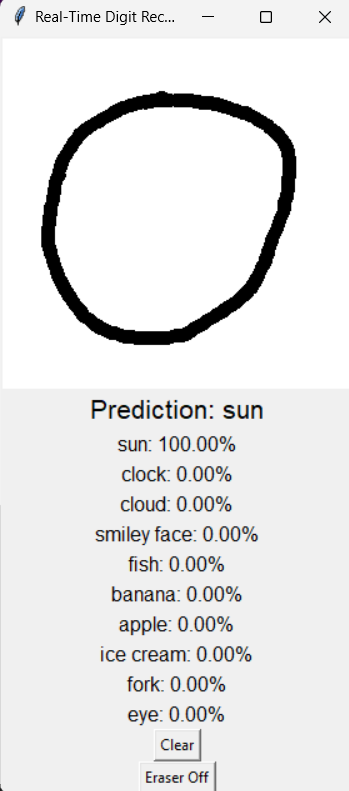 Real-Time Digit Rec...
Prediction: sun
sun: 100.00%
clock: 0.00%
cloud: 0.00%
smiley face: 0.00%
fish: 0.00%
banana: 0.00%
apple: 0.00%
ice cream: 0.00%
fork: 0.00%
eye: 0.00%
Clear
Eraser Off